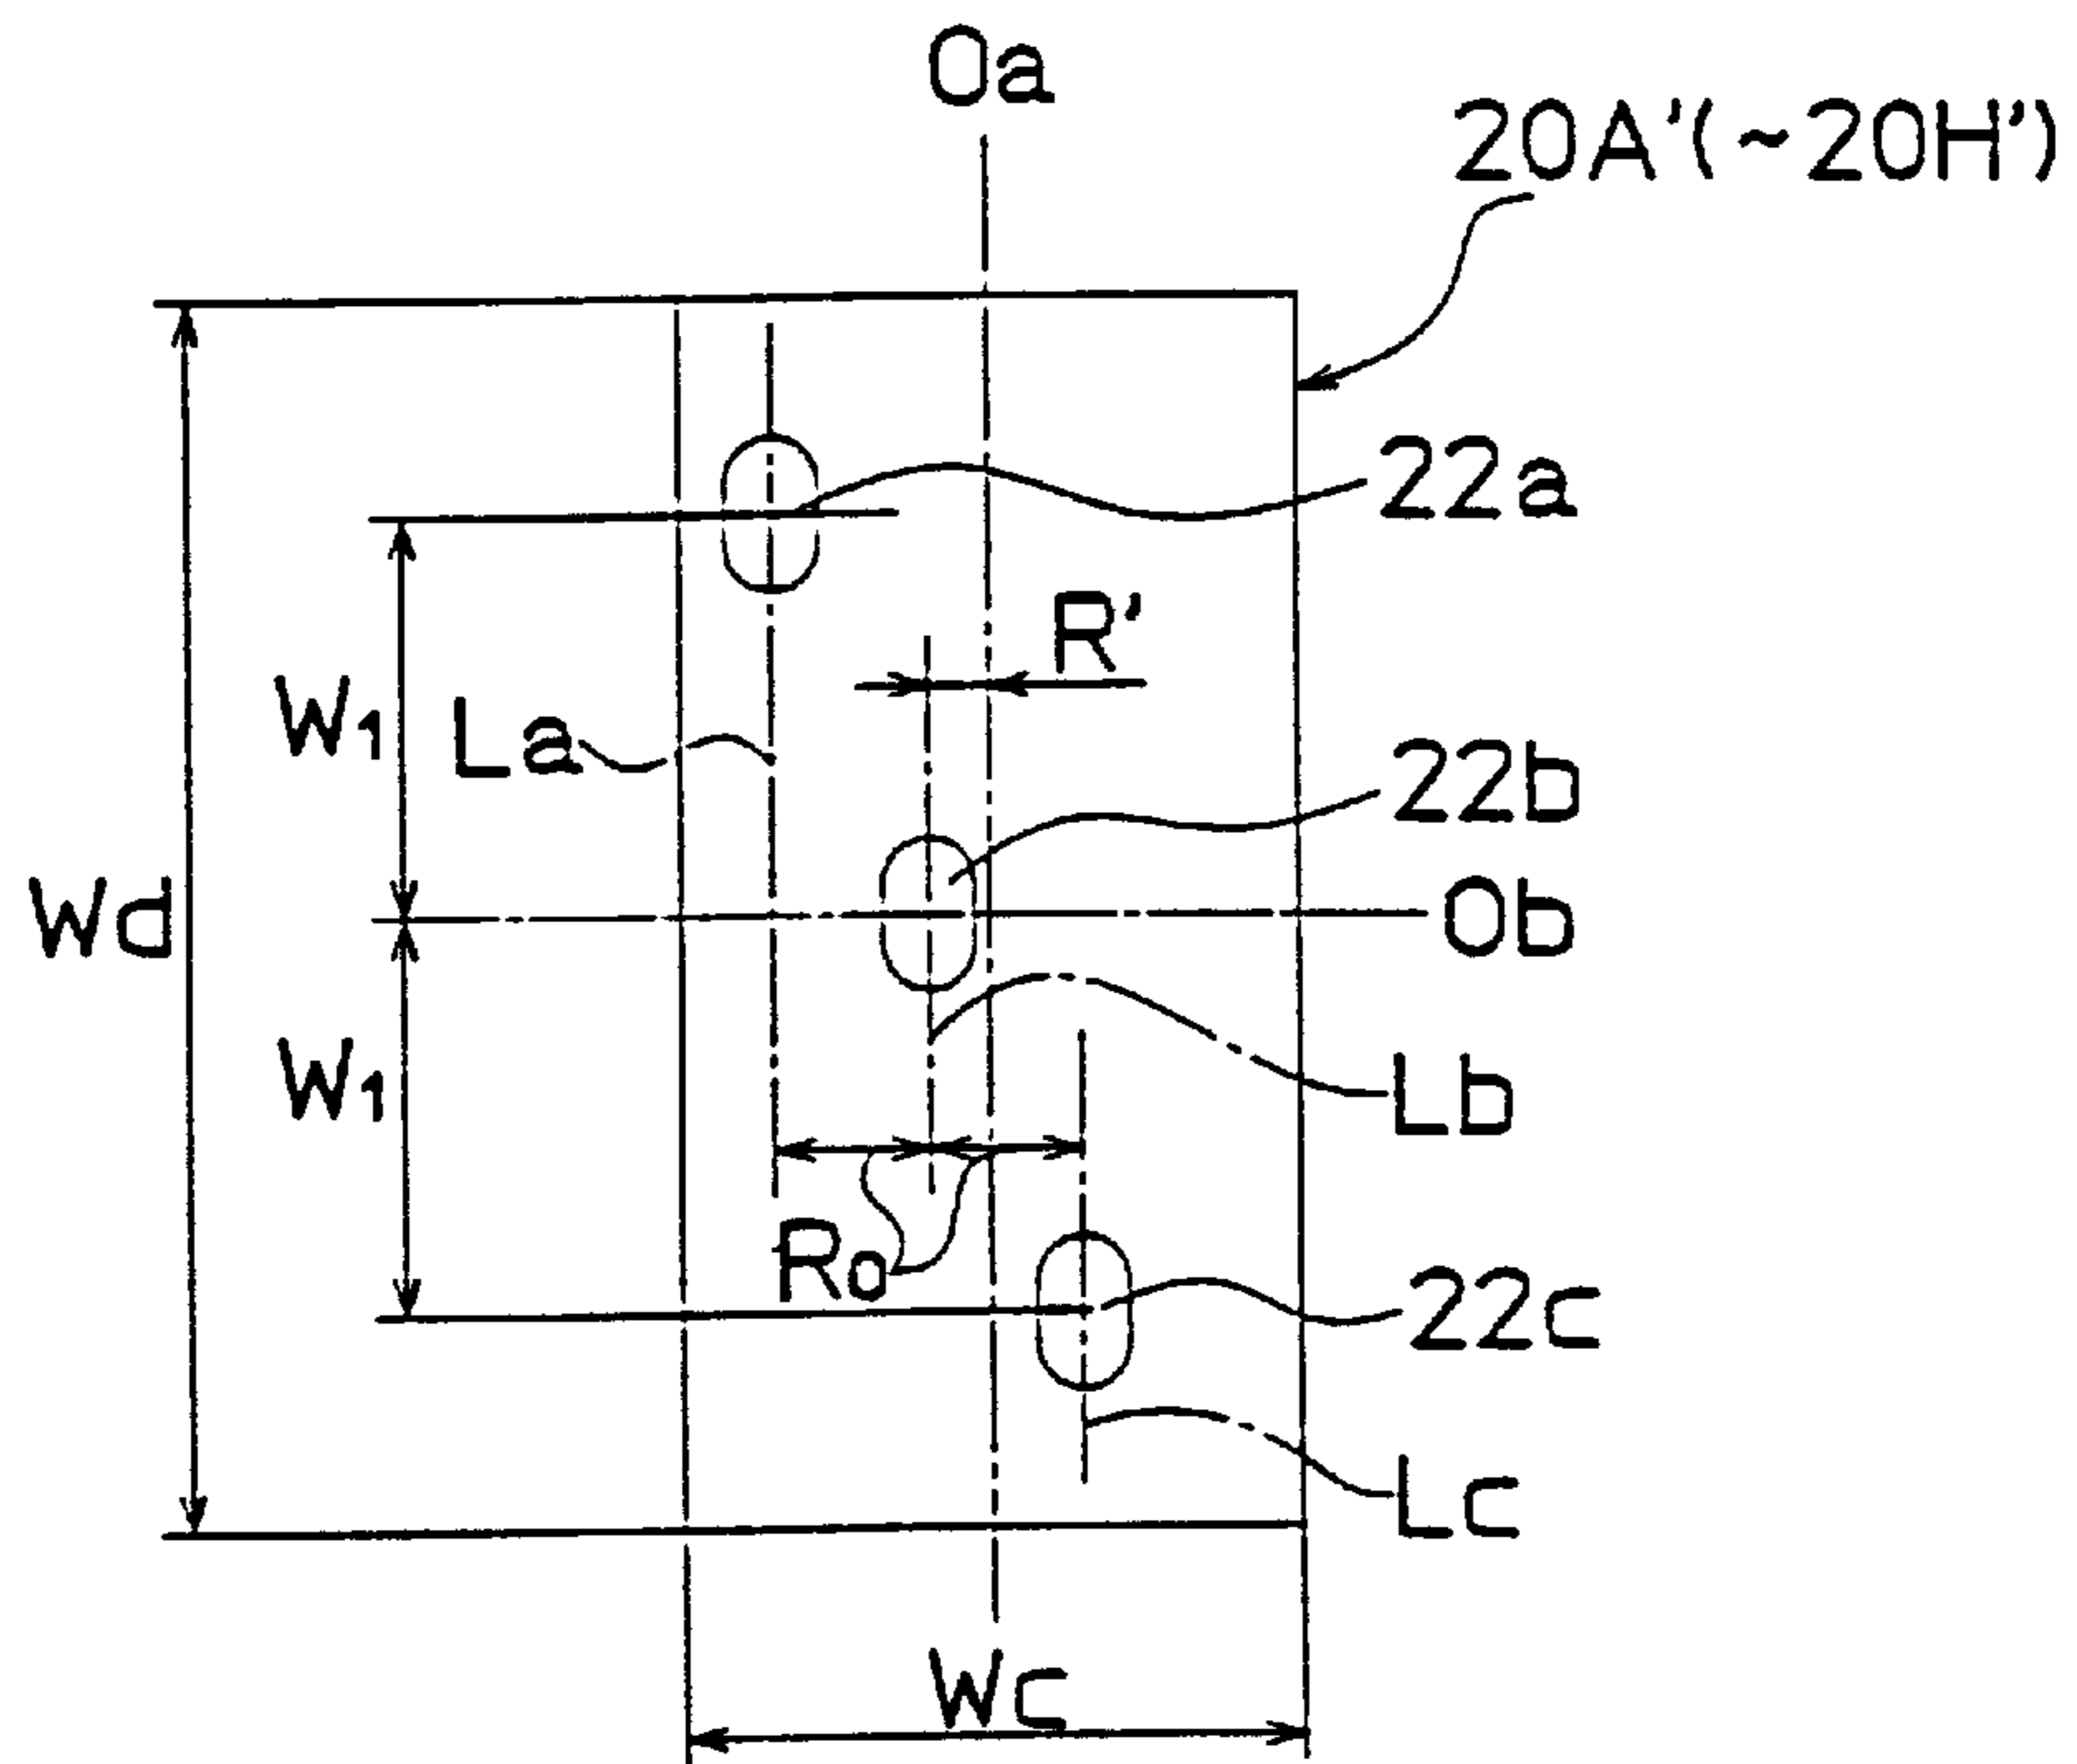 Oa
20A'(~20H')
22a
R'
W1
La
22b
Wd
Ob
W1
Lb
Ro
22c
Lc
Wc